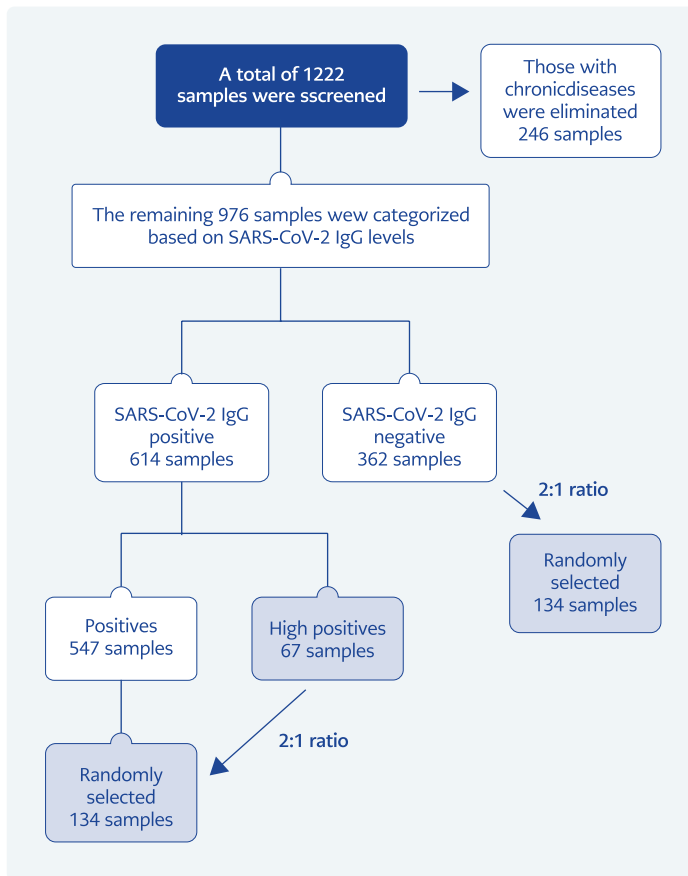 A total of 1222
samples were sscreened
Those with
chronicdiseases
were eliminated
246 samples
The remaining 976 samples wew categorized
based on SARS-CoV-2 IgG levels
SARS-CoV-2 IgG
positive
614 samples
SARS-CoV-2 IgG
negative
362 samples
2:1 ratio
Randomly
selected
134 samples
Positives
547 samples
High positives
67 samples
2:1 ratio
Randomly
selected
134 samples